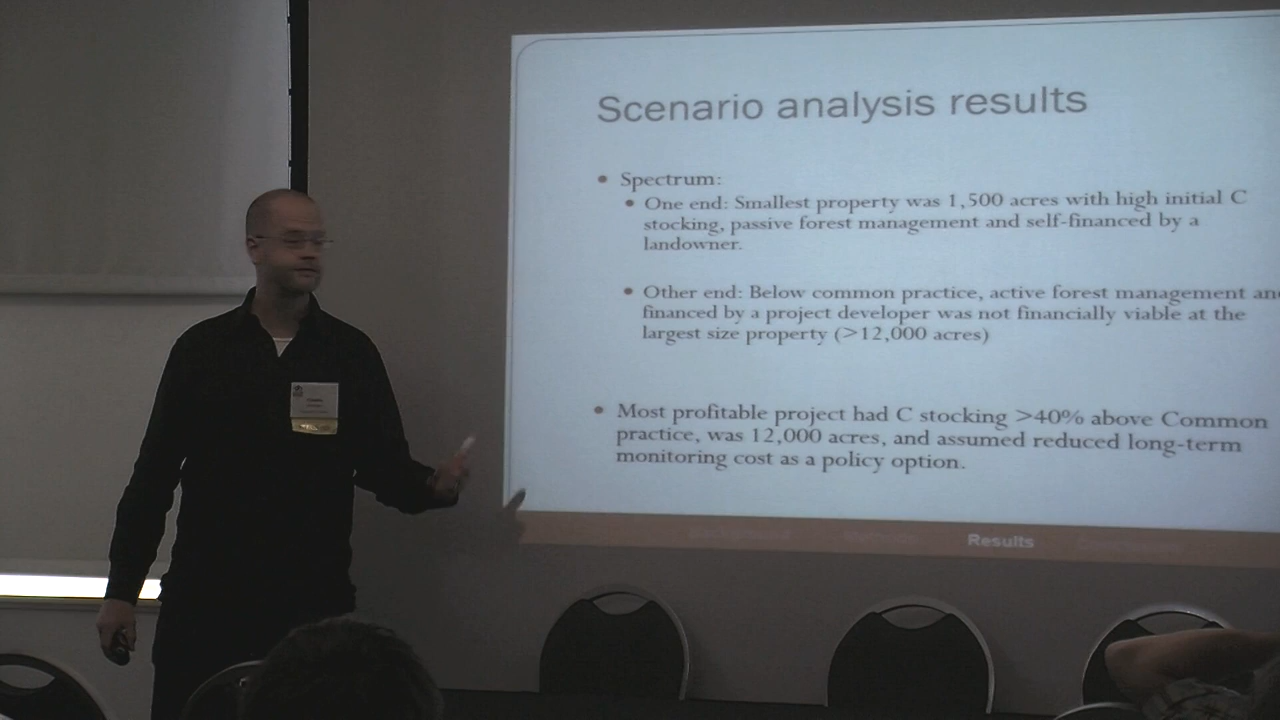 Scenario analysis results
• Spectrum:
• One end: Smallest property was 1,500 acres with high initial C
stocking, passive forest management and self-financed by a
landowner.
• Other end: Below common practice, active forest management an
financed by a project developer was not financially viable at the
largest size property (>12,000 acres)
• Most profitable project had C stocking >40% above Common
practice, was 12,000 acres, and assumed reduced long-term
monitoring cost as a policy option.
Results